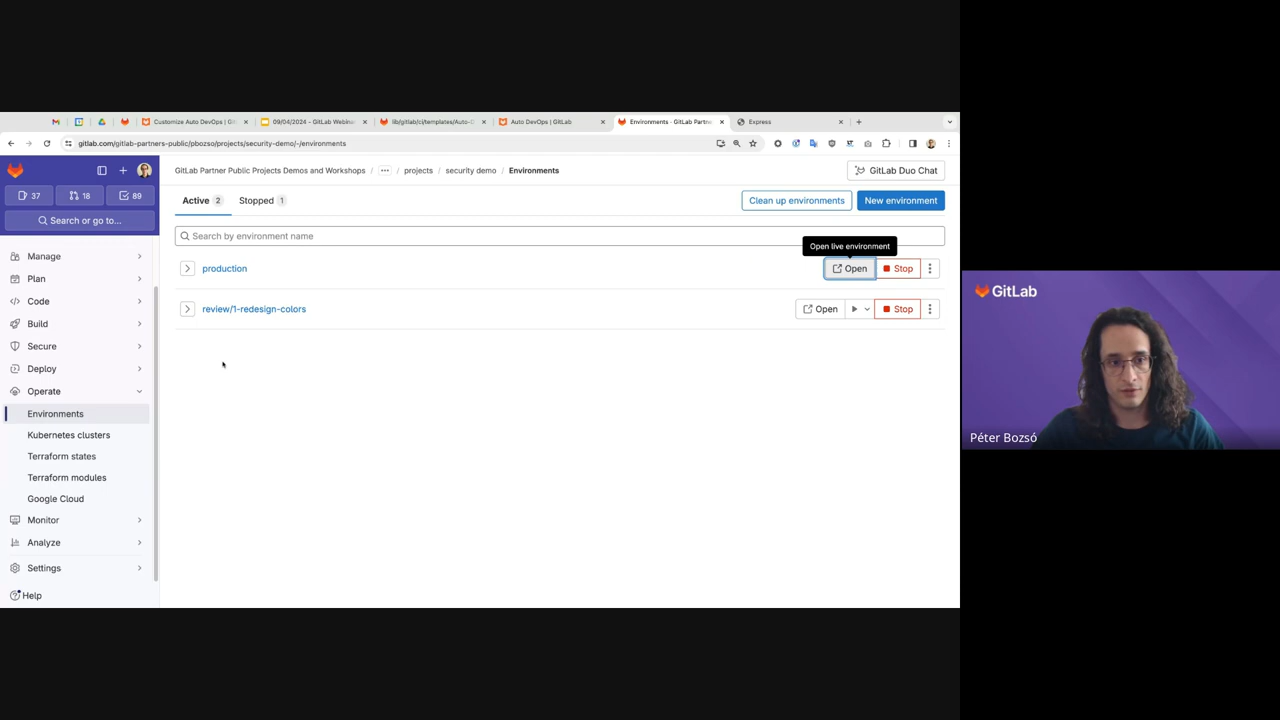 Customize Auto DevOps | Git
09/04/2024 - GitLab Webina
lib/gitlab/ci/templates/Auto-D
Auto DevOps | GitLab
Environments · GitLab Partne
Express
gitlab.com/gitlab-partners-public/pbozso/projects/security-demo/-/environments
GitLab Partner Public Projects Demos and Workshops / ... / projects / security demo / Environments
GitLab Duo Chat
37
18
89
Search or go to...
Manage
Plan
Code
Build
Secure
Deploy
Operate
Environments
Kubernetes clusters
Terraform states
Terraform modules
Google Cloud
Monitor
Analyze
Settings
Help
Active 2
Stopped 1
Clean up environments
New environment
Search by environment name
Open live environment
production
Open
Stop
review/1-redesign-colors
Open
Stop
GitLab
Péter Bozsó